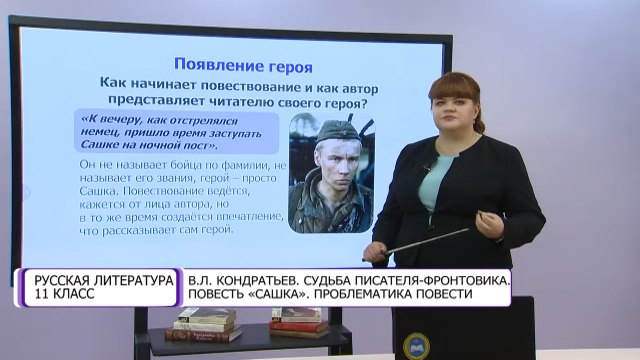 Появление героя
Как начинает повествование и как автор
представляет читателю своего героя?
«К вечеру, как отстрелялся
немец, пришло время заступать
Сашке на ночной пост».
Он не называет бойца по фамилии, не
называет его звания, герой – просто
Сашка. Повествование ведётся,
кажется от лица автора, но
в то же время создаётся впечатление,
что рассказывает сам герой.
РУССКАЯ ЛИТЕРАТУРА
11 КЛАСС
В.Л. КОНДРАТЬЕВ. СУДЬБА ПИСАТЕЛЯ-ФРОНТОВИКА.
ПОВЕСТЬ «САШКА». ПРОБЛЕМАТИКА ПОВЕСТИ